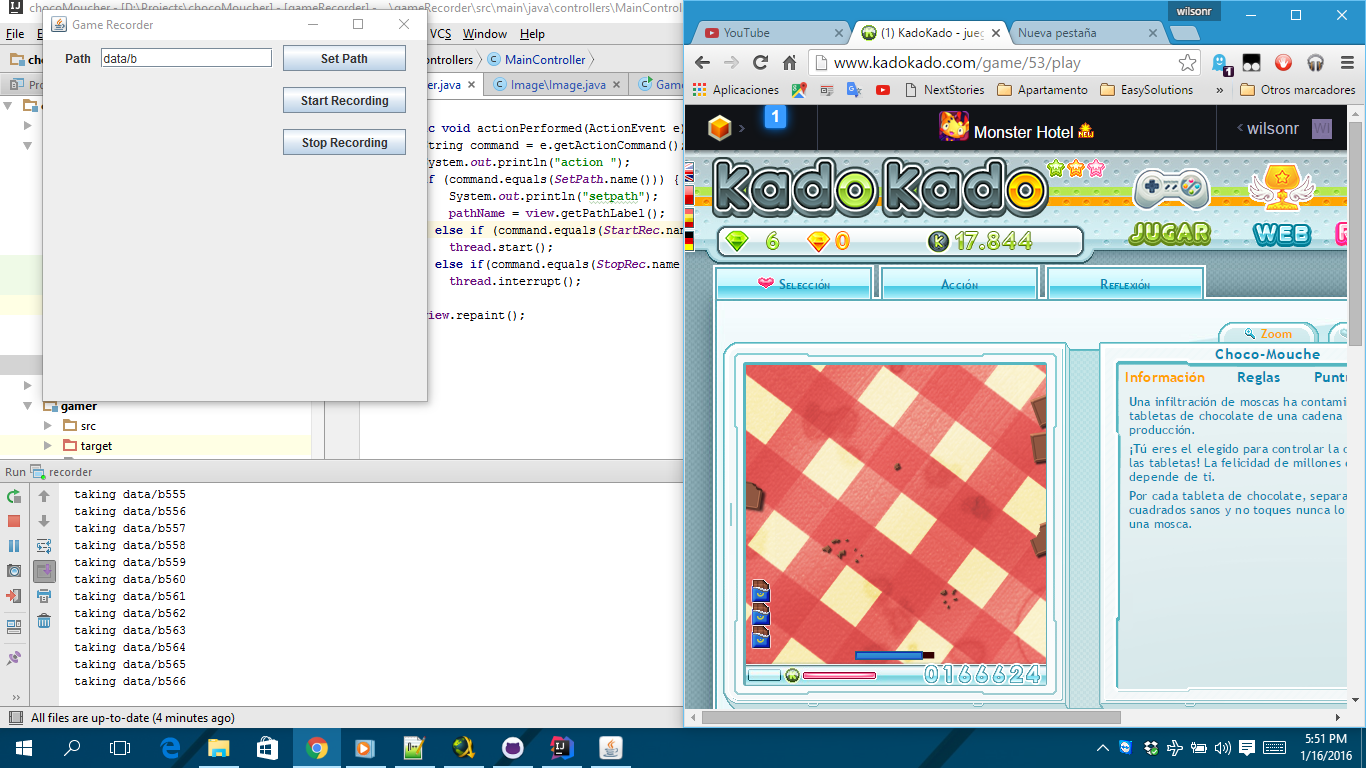 chocoMoucher - [D:\Projects\chocoMoucher] - [gameRecorder] - ...\gameRecorder\src\main\java\controllers\MainControl
Game Recorder
File
VCS Window Help
Path data/b Set Path
Start Recording
Stop Recording
MainController
Image\Image.java
void actionPerformed(ActionEvent e)
command = e.getActionCommand();
ystem.out.println("action ");
(command.equals(SetPath.name())) {
System.out.println("setpath");
pathName = view.getPathLabel();
else if (command.equals(StartRec.na
thread.start();
else if(command.equals(StopRec.name
thread.interrupt();
iew.repaint();
gamer
src
target
Run recorder
taking data/b555
taking data/b556
taking data/b557
taking data/b558
taking data/b559
taking data/b560
taking data/b561
taking data/b562
taking data/b563
taking data/b564
taking data/b565
taking data/b566
All files are up-to-date (4 minutes ago)
wilsonr
YouTube
(1) KadoKado - jueg
Nueva pestaña
www.kadokado.com/game/53/play
1
Aplicaciones
NextStories
Apartamento
EasySolutions
» Otros marcadores
1
Monster Hotel NEW
wilsonr WI
kadokado
6 0 K 17.844
JUGAR WEB
Selección Acción Reflexión
Zoom
Choco-Mouche
Información Reglas Puntu
Una infiltración de moscas ha contami
tabletas de chocolate de una cadena
producción.
¡Tú eres el elegido para controlar la c
las tabletas! La felicidad de millones
depende de ti.
Por cada tableta de chocolate, separa
cuadrados sanos y no toques nunca lo
una mosca.
0166624
5:51 PM
1/16/2016